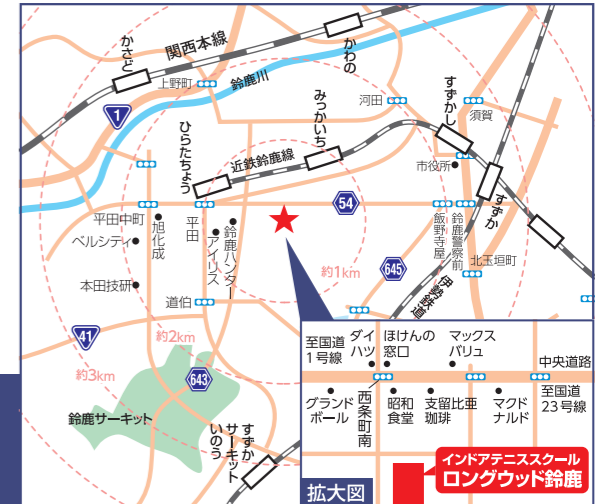 かさど
関西本線
かわの
上野町
鈴鹿川
1
河田
すずかし
須賀
みっかいち
ひらたちょう
近鉄鈴鹿線
市役所
すずか
54
平田中町
旭化成
平田
アイリス
鈴鹿ハンター
飯野寺屋
鈴鹿警察前
ベルシティ
北玉垣町
645
約1km
本田技研
道伯
伊勢鉄道
41
約2km
約3km
643
鈴鹿サーキット
すずか
サーキット
いのう
至国道
1号線
ダイ
ハツ
ほけんの
窓口
マックス
バリュ
中央道路
グランド
ボール
西条町南
昭和
食堂
支留比亜
珈琲
マクド
ナルド
至国道
23号線
インドアテニススクール
ロングウッド鈴鹿
拡大図